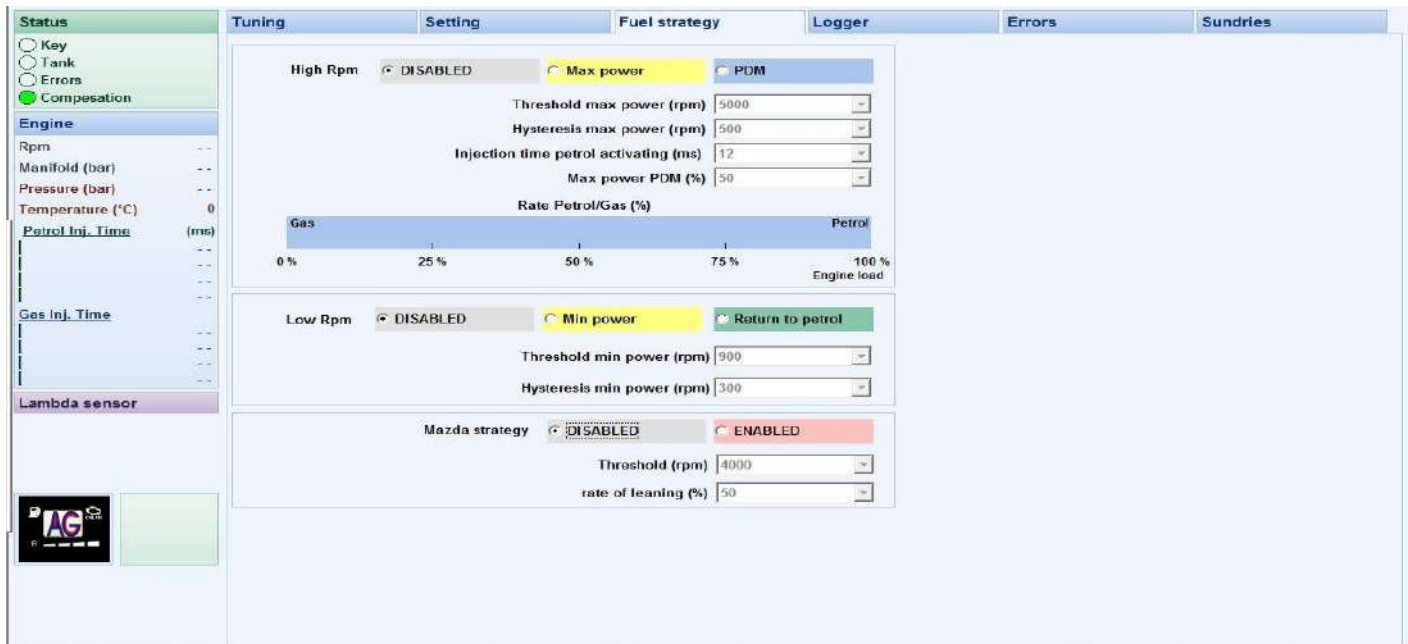 Status
Key
Tank
Errors
Compesation
Engine
Rpm - -
Manifold (bar) - -
Pressure (bar) - -
Temperature (°C) 0
Petrol Inj. Time (ms)
- -
- -
- -
- -
Gas Inj. Time
- -
- -
- -
- -
Lambda sensor
AG
Tuning Setting Fuel strategy Logger Errors Sundries
High Rpm DISABLED Max power PDM
Threshold max power (rpm) 5000
Hysteresis max power (rpm) 500
Injection time petrol activating (ms) 12
Max power PDM (%) 50
Rate Petrol/Gas (%)
Gas Petrol
0 % 25 % 50 % 75 % 100 %
Engine load
Low Rpm DISABLED Min power Return to petrol
Threshold min power (rpm) 900
Hysteresis min power (rpm) 300
Mazda strategy DISABLED ENABLED
Threshold (rpm) 4000
rate of leaning (%) 50